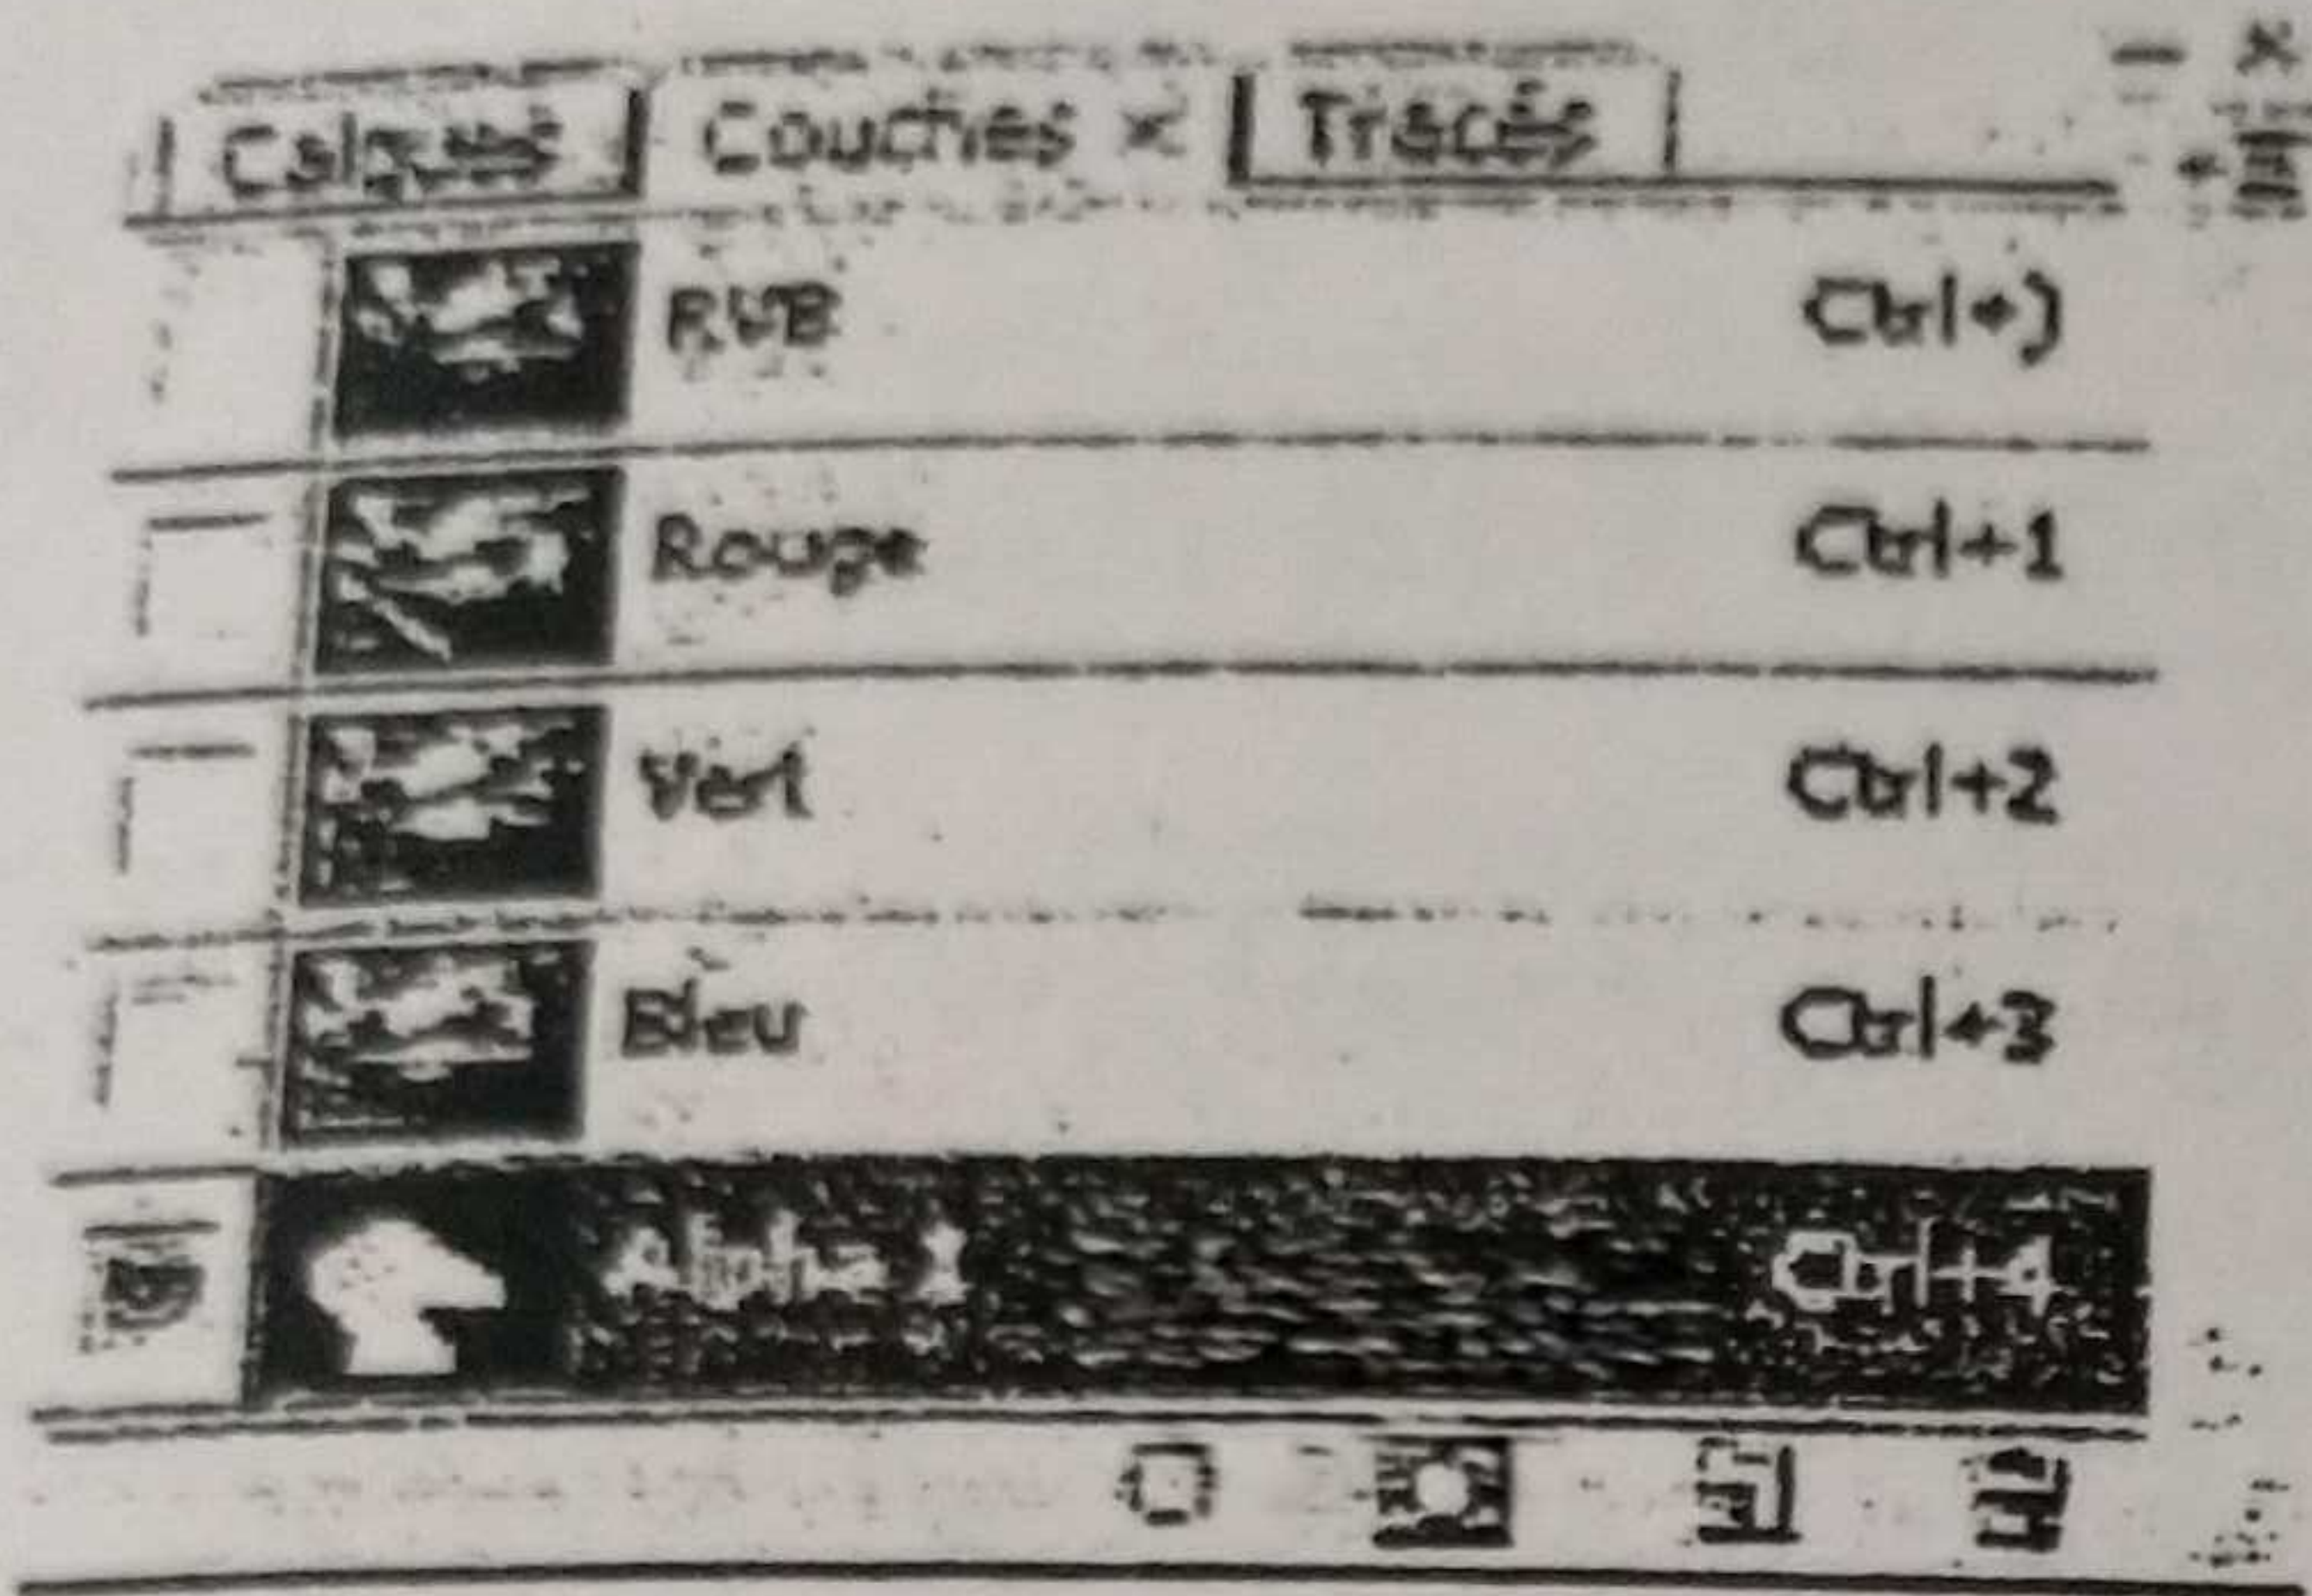 Calques Couches × Tracés
RVB Ctrl+)
Rouge Ctrl+1
Vert Ctrl+2
Bleu Ctrl+3
Alpha 1 Ctrl+4